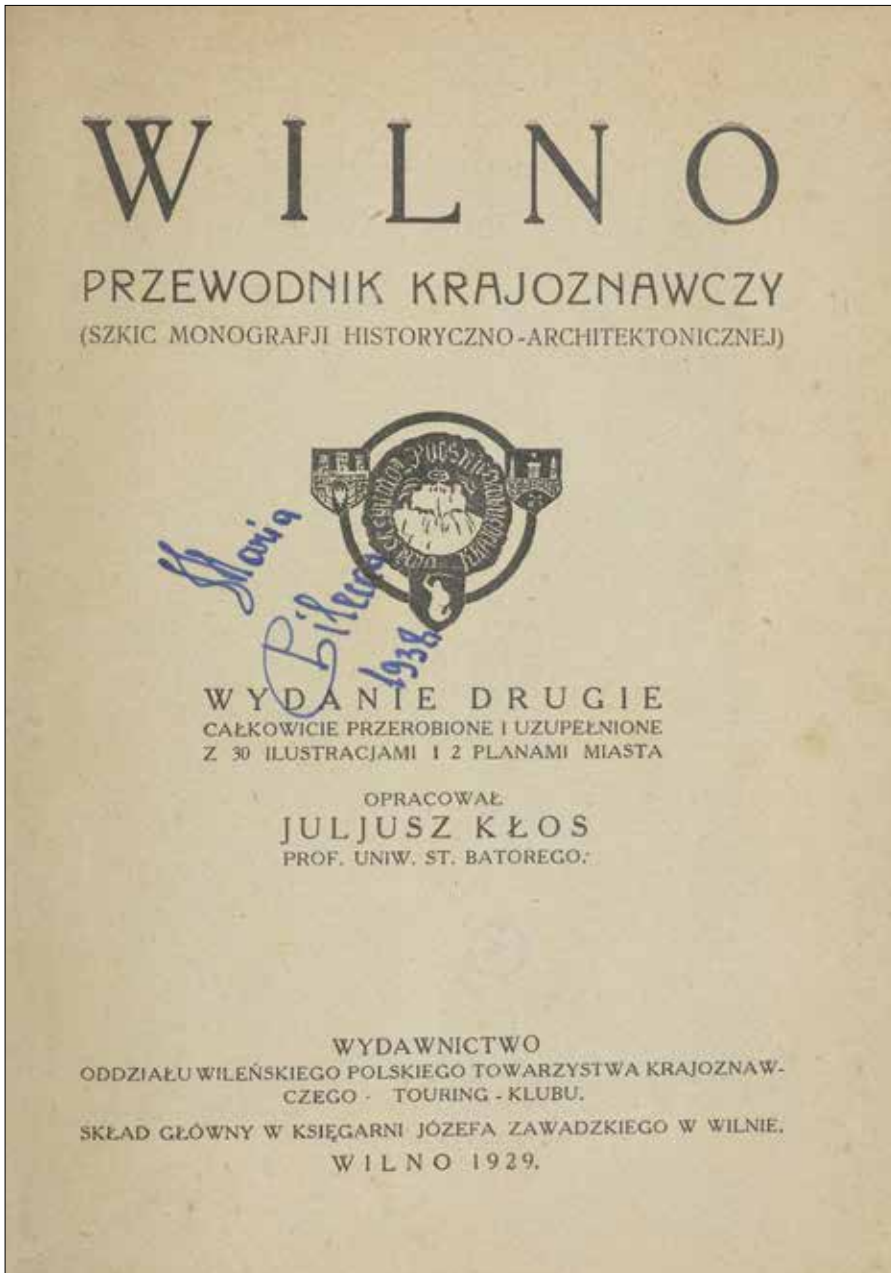 WILNO
PRZEWODNIK KRAJOZNAWCZY
(SZKIC MONOGRAFJI HISTORYCZNO-ARCHITEKTONICZNEJ)
Maria
1938
WYDANIE DRUGIE
CAŁKOWICIE PRZEROBIONE I UZUPEŁNIONE
Z 30 ILUSTRACJAMI I 2 PLANAMI MIASTA
OPRACOWAŁ
JULJUSZ KŁOS
PROF. UNIW. ST. BATOREGO.
WYDAWNICTWO
ODDZIAŁU WILEŃSKIEGO POLSKIEGO TOWARZYSTWA KRAJOZNAW-
CZEGO - TOURING - KLUBU.
SKŁAD GŁÓWNY W KSIĘGARNI JÓZEFA ZAWADZKIEGO W WILNIE.
WILNO 1929.